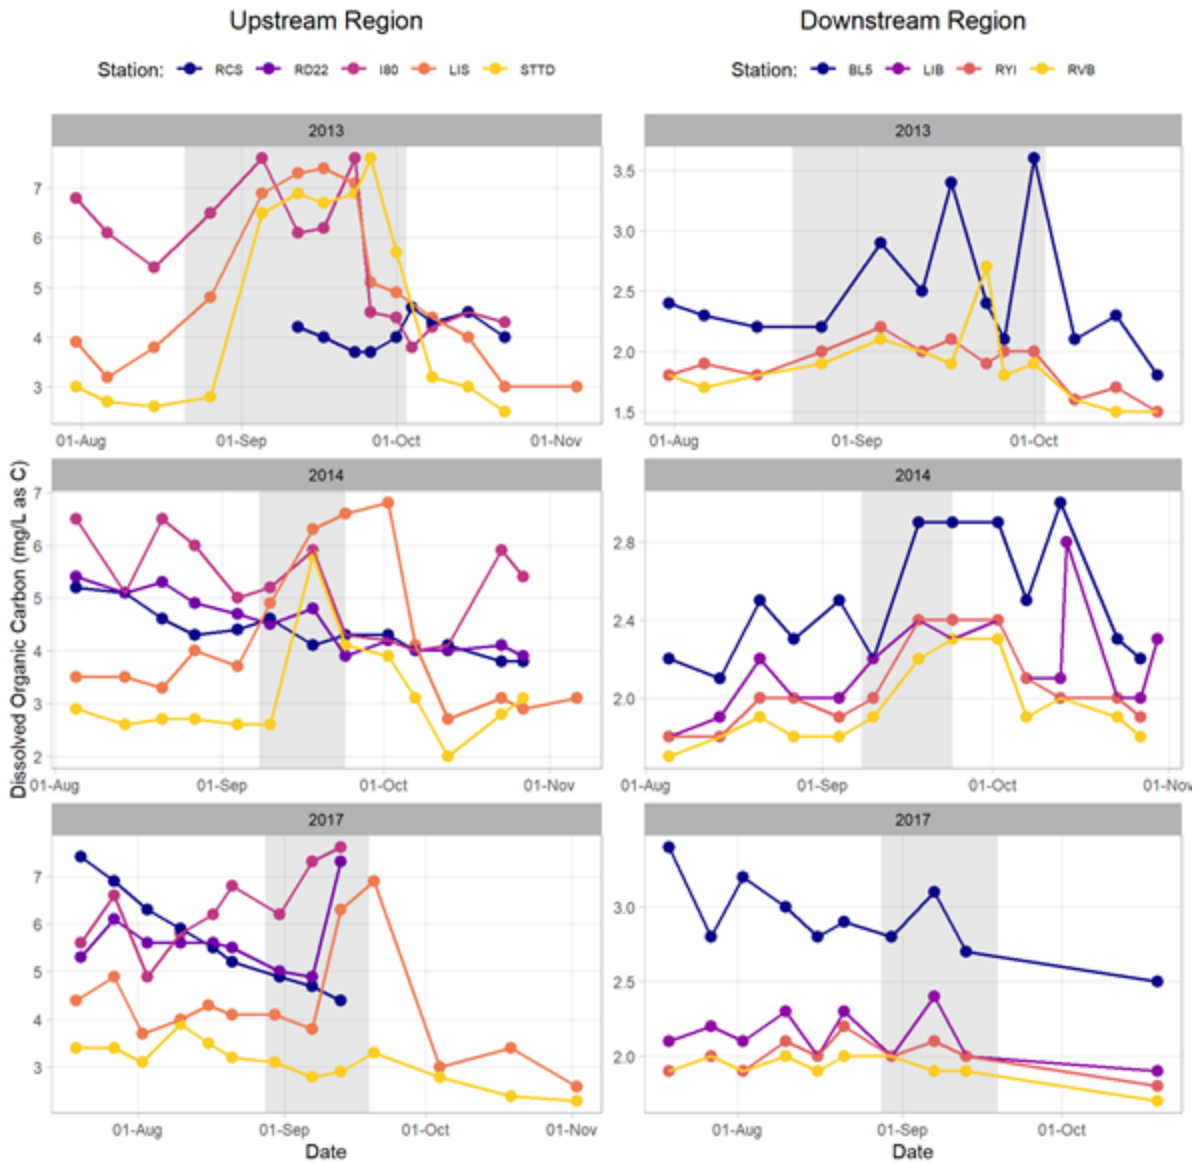 Upstream Region
Downstream Region
Station: RCS RD22 I80 LIS STTD
Station: BL5 LIB RYI RVB
Dissolved Organic Carbon (mg/L as C)
2013
7
6
5
4
3
01-Aug 01-Sep 01-Oct 01-Nov
2013
3.5
3.0
2.5
2.0
1.5
01-Aug 01-Sep 01-Oct
2014
7
6
5
4
3
2
01-Aug 01-Sep 01-Oct 01-Nov
2014
2.8
2.4
2.0
01-Aug 01-Sep 01-Oct 01-Nov
2017
7
6
5
4
3
01-Aug 01-Sep 01-Oct 01-Nov
Date
2017
3.0
2.5
2.0
01-Aug 01-Sep 01-Oct
Date